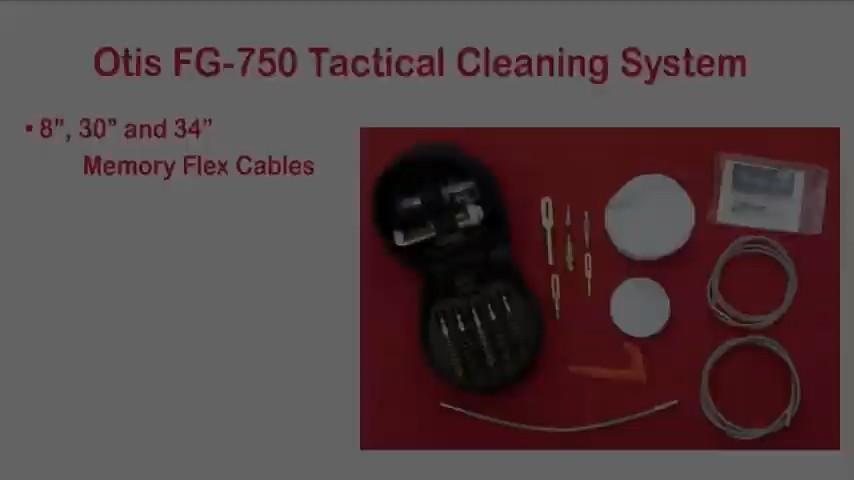 Otis FG-750 Tactical Cleaning System
• 8”, 30” and 34”
Memory Flex Cables